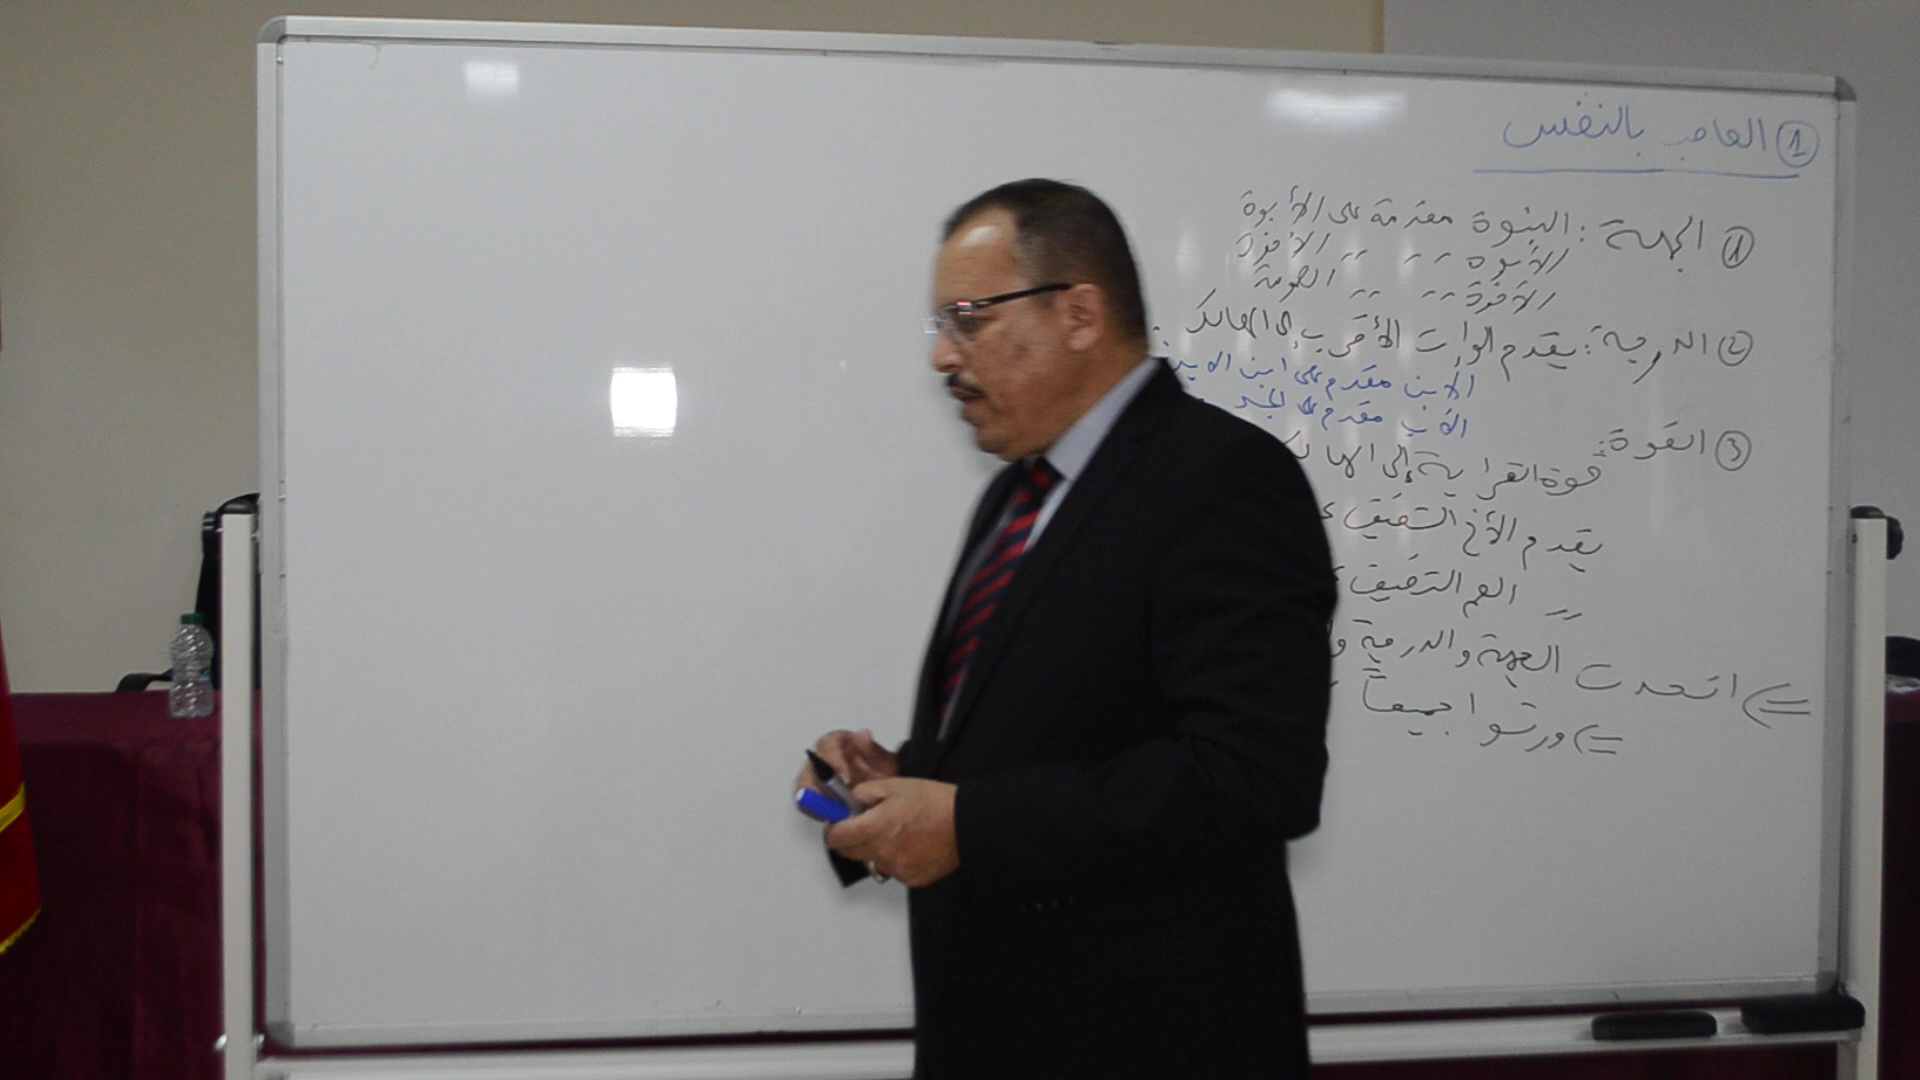 ① العاصب بالنفس
① الجهة : البنوة مقدمة على الأبوة
الأبوة -- -- الأخوة
الأخوة -- -- العمومة
② الدرجة : يقدم الوارث الأقرب إلى الهالك .
الابن مقدم على ابن الابن
الأب مقدم على الجد
③ القوة :
قوة القرابة إلى الهالك
يقدم الأخ الشقيق
-- العم الشقيق
<= اتحدت الجهة والدرجة و
<= ورثوا جميعاً